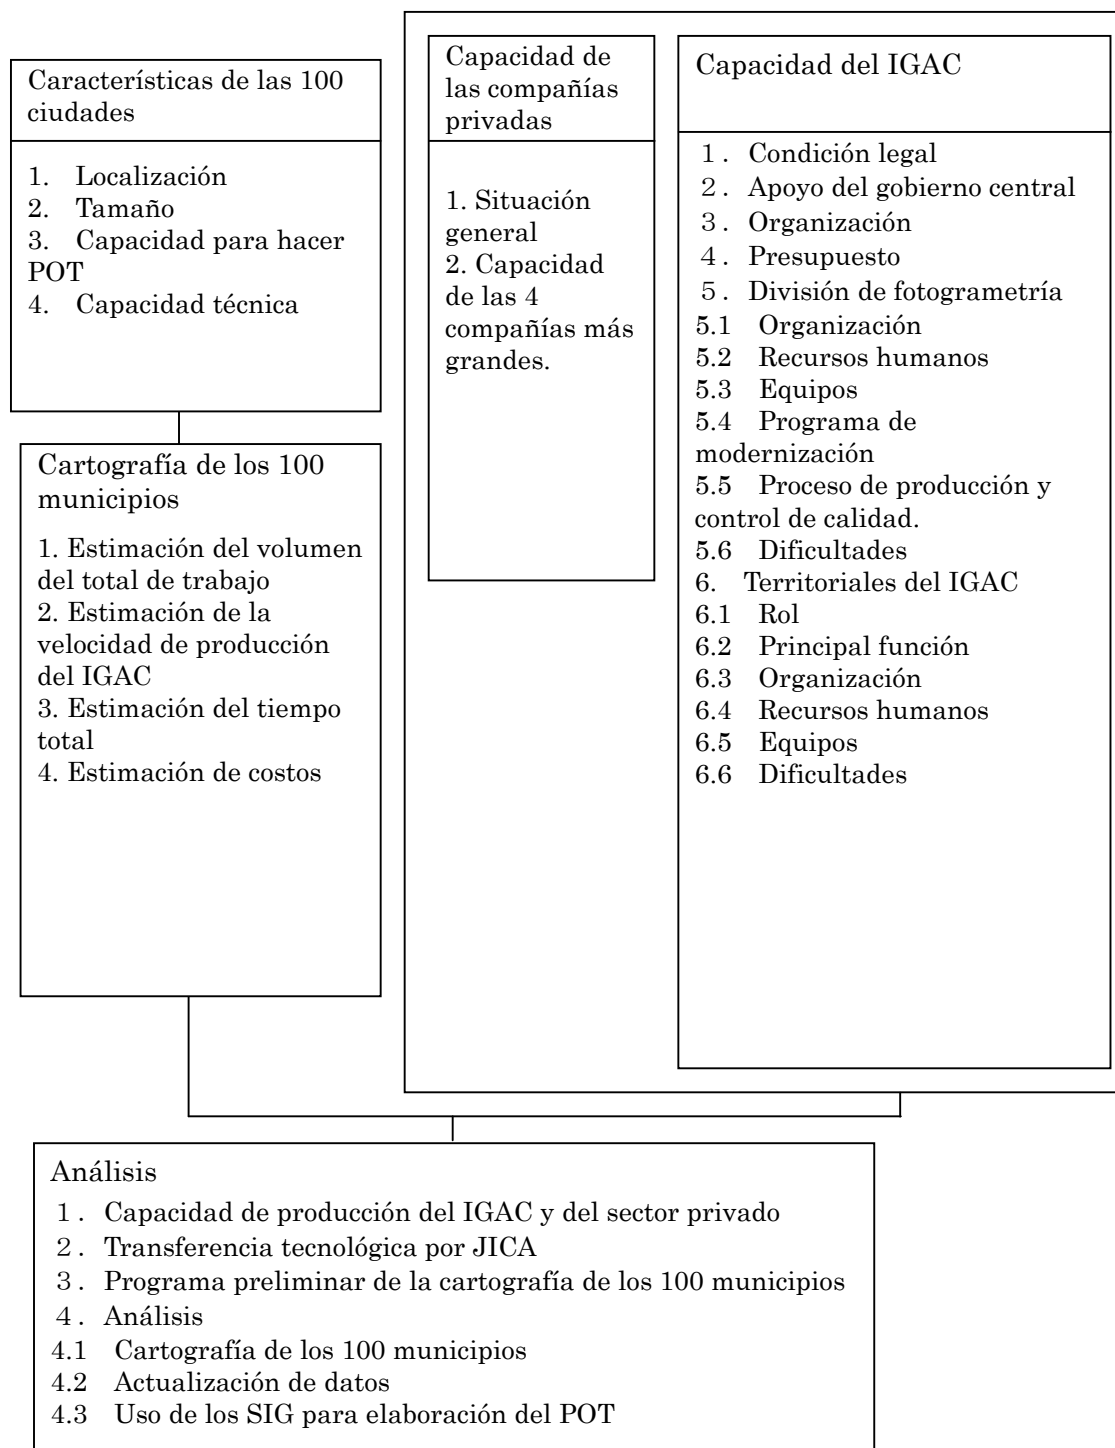 Características de las 100
ciudades
1. Localización
2. Tamaño
3. Capacidad para hacer
POT
4. Capacidad técnica
Cartografía de los 100
municipios
1. Estimación del volumen
del total de trabajo
2. Estimación de la
velocidad de producción
del IGAC
3. Estimación del tiempo
total
4. Estimación de costos
Capacidad de
las compañías
privadas
1. Situación
general
2. Capacidad
de las 4
compañías más
grandes.
Capacidad del IGAC
１. Condición legal
２. Apoyo del gobierno central
３. Organización
４. Presupuesto
５. División de fotogrametría
5.1 Organización
5.2 Recursos humanos
5.3 Equipos
5.4 Programa de
modernización
5.5 Proceso de producción y
control de calidad.
5.6 Dificultades
6. Territoriales del IGAC
6.1 Rol
6.2 Principal función
6.3 Organización
6.4 Recursos humanos
6.5 Equipos
6.6 Dificultades
Análisis
１. Capacidad de producción del IGAC y del sector privado
２. Transferencia tecnológica por JICA
３. Programa preliminar de la cartografía de los 100 municipios
４. Análisis
4.1 Cartografía de los 100 municipios
4.2 Actualización de datos
4.3 Uso de los SIG para elaboración del POT